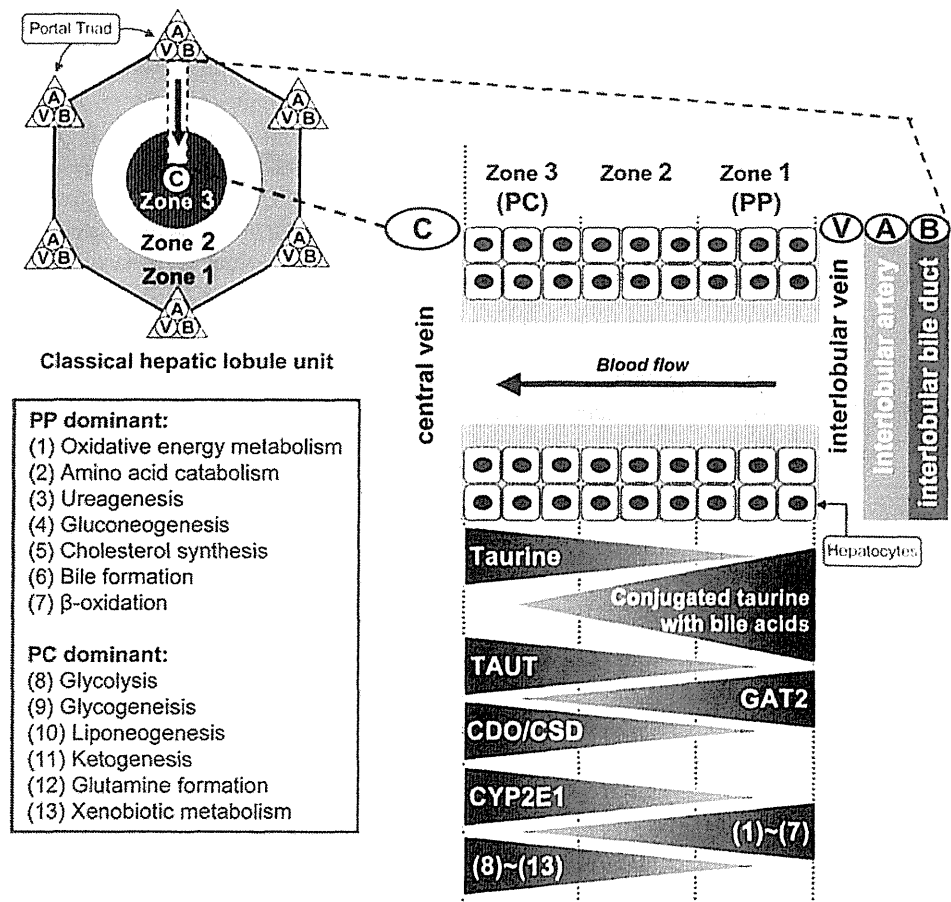 Portal Triad
A
V B
A
V B
A
V B
C
Zone 3
Zone 2
Zone 1
A
V B
A
V B
A
V B
Classical hepatic lobule unit
Zone 3
(PC)
Zone 2
Zone 1
(PP)
C
V
A
B
central vein
Blood flow
interlobular vein
Interlobular artery
interlobular bile duct
Hepatocytes
PP dominant:
(1) Oxidative energy metabolism
(2) Amino acid catabolism
(3) Ureagenesis
(4) Gluconeogenesis
(5) Cholesterol synthesis
(6) Bile formation
(7) β-oxidation
PC dominant:
(8) Glycolysis
(9) Glycogeneisis
(10) Liponeogenesis
(11) Ketogenesis
(12) Glutamine formation
(13) Xenobiotic metabolism
Taurine
Conjugated taurine
with bile acids
TAUT
GAT2
CDO/CSD
CYP2E1
(1)~(7)
(8)~(13)